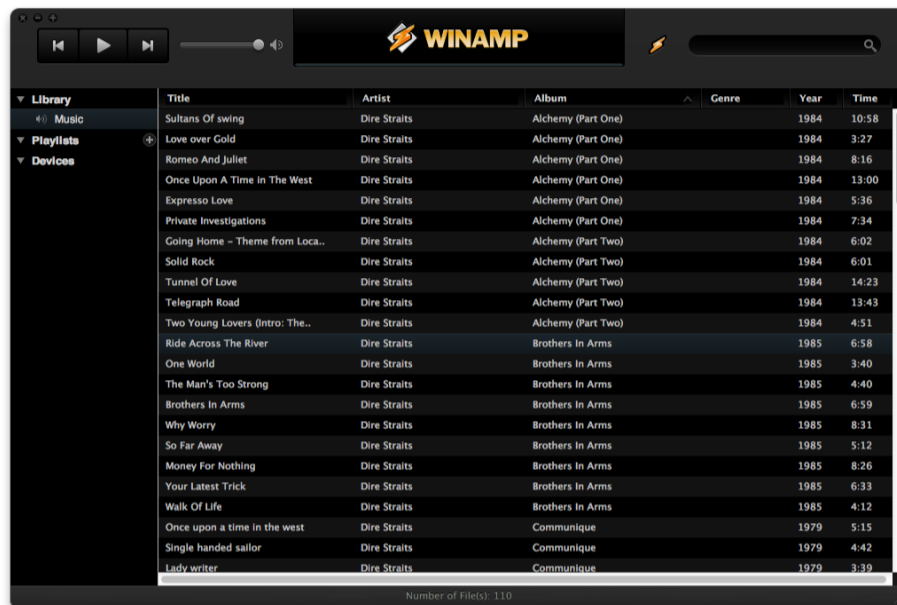 WINAMP
Library
Music
Playlists
Devices
Title Artist Album Genre Year Time
Sultans Of swing Dire Straits Alchemy (Part One) 1984 10:58
Love over Gold Dire Straits Alchemy (Part One) 1984 3:27
Romeo And Juliet Dire Straits Alchemy (Part One) 1984 8:16
Once Upon A Time in The West Dire Straits Alchemy (Part One) 1984 13:00
Expresso Love Dire Straits Alchemy (Part One) 1984 5:36
Private Investigations Dire Straits Alchemy (Part One) 1984 7:34
Going Home – Theme from Loca.. Dire Straits Alchemy (Part Two) 1984 6:02
Solid Rock Dire Straits Alchemy (Part Two) 1984 6:01
Tunnel Of Love Dire Straits Alchemy (Part Two) 1984 14:23
Telegraph Road Dire Straits Alchemy (Part Two) 1984 13:43
Two Young Lovers (Intro: The.. Dire Straits Alchemy (Part Two) 1984 4:51
Ride Across The River Dire Straits Brothers In Arms 1985 6:58
One World Dire Straits Brothers In Arms 1985 3:40
The Man's Too Strong Dire Straits Brothers In Arms 1985 4:40
Brothers In Arms Dire Straits Brothers In Arms 1985 6:59
Why Worry Dire Straits Brothers In Arms 1985 8:31
So Far Away Dire Straits Brothers In Arms 1985 5:12
Money For Nothing Dire Straits Brothers In Arms 1985 8:26
Your Latest Trick Dire Straits Brothers In Arms 1985 6:33
Walk Of Life Dire Straits Brothers In Arms 1985 4:12
Once upon a time in the west Dire Straits Communique 1979 5:15
Single handed sailor Dire Straits Communique 1979 4:42
Lady writer Dire Straits Communique 1979 3:39
Number of File(s): 110